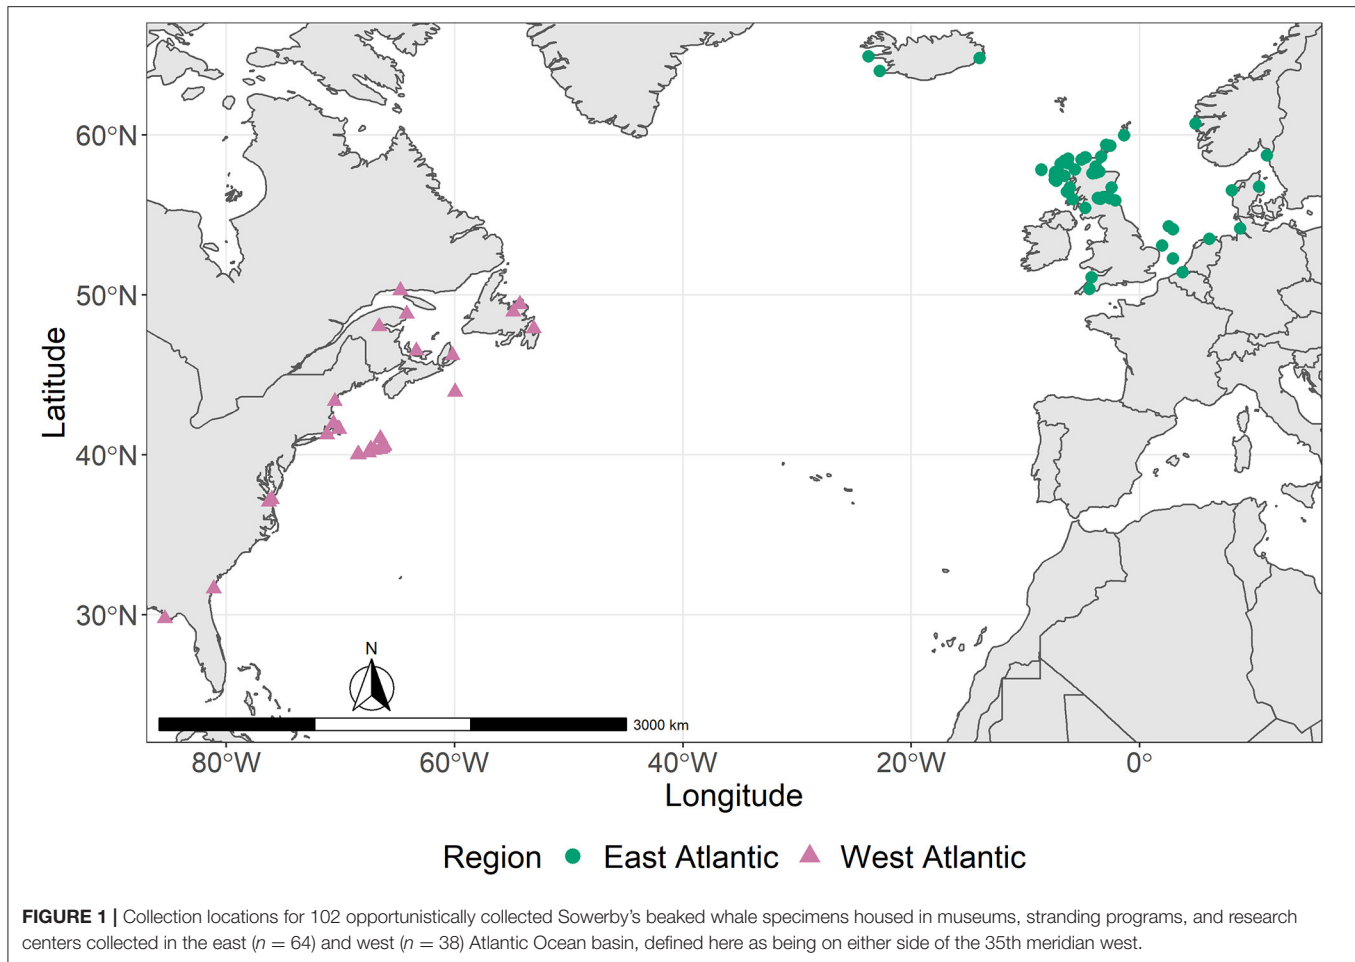 60°N
50°N
40°N
30°N
Latitude
N
3000 km
80°W
60°W
40°W
20°W
0°
Longitude
Region East Atlantic West Atlantic
FIGURE 1 | Collection locations for 102 opportunistically collected Sowerby's beaked whale specimens housed in museums, stranding programs, and research
centers collected in the east (n = 64) and west (n = 38) Atlantic Ocean basin, defined here as being on either side of the 35th meridian west.